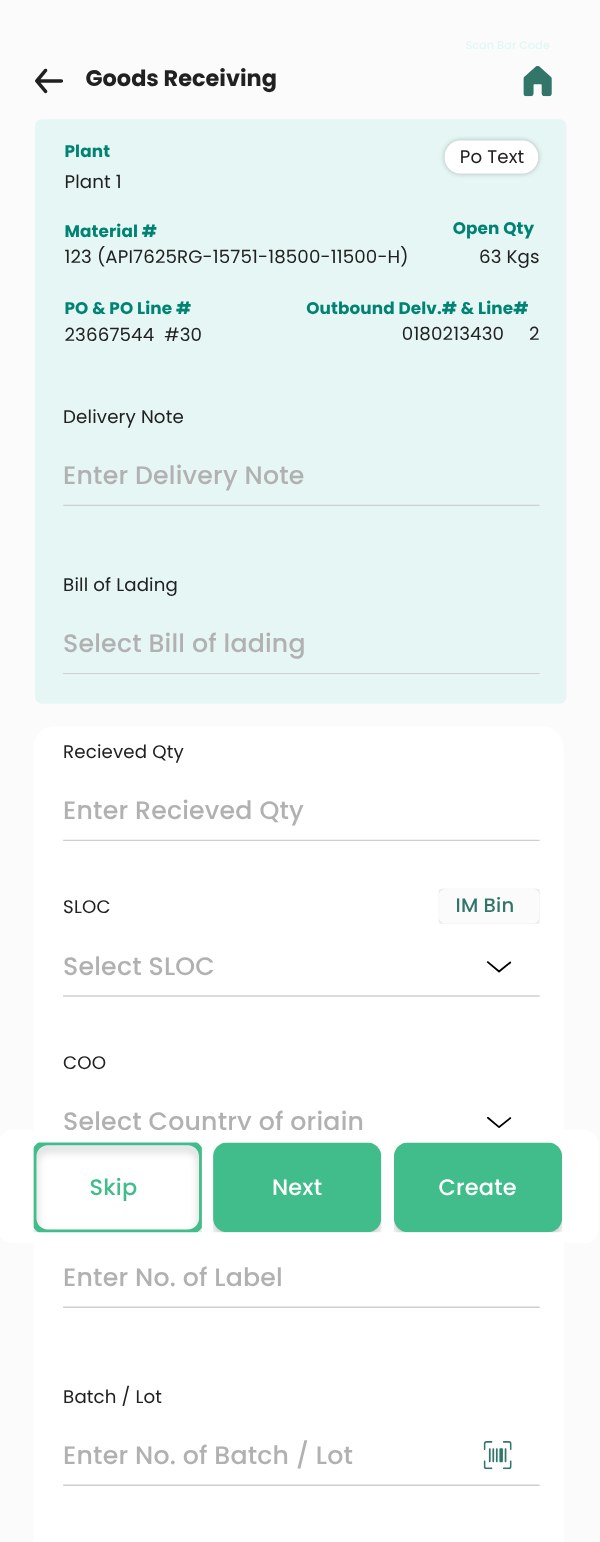 Scan Bar Code
Goods Receiving
Plant
Po Text
Plant 1
Material #
Open Qty
123 (API7625RG-15751-18500-11500-H)
63 Kgs
PO & PO Line #
Outbound Delv.# & Line#
23667544 #30
0180213430 2
Delivery Note
Enter Delivery Note
Bill of Lading
Select Bill of lading
Recieved Qty
Enter Recieved Qty
SLOC
IM Bin
Select SLOC
COO
Select Country of origin
Skip
Next
Create
Enter No. of Label
Batch / Lot
Enter No. of Batch / Lot